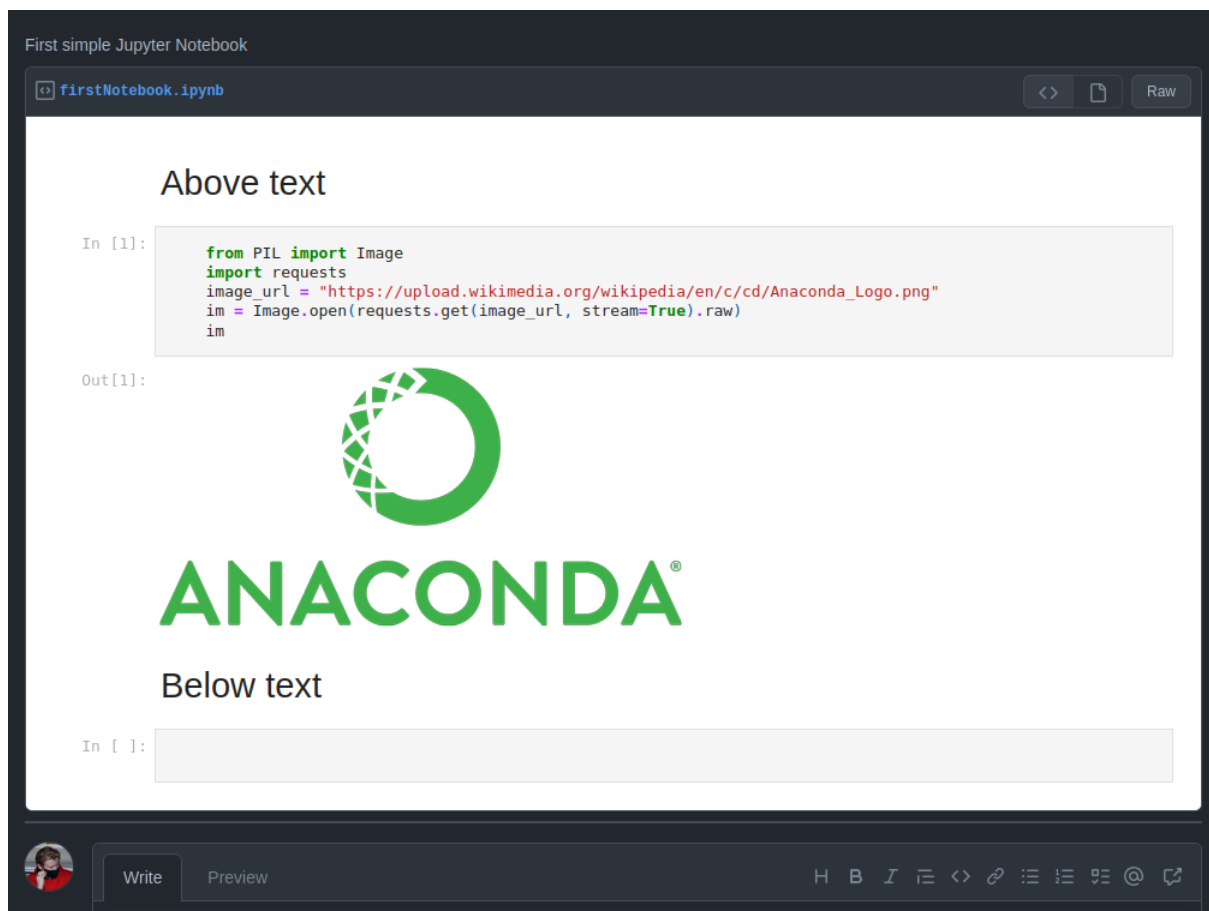 First simple Jupyter Notebook
firstNotebook.ipynb
<> Raw
Above text
In [1]:
from PIL import Image
import requests
image_url = "https://upload.wikimedia.org/wikipedia/en/c/cd/Anaconda_Logo.png"
im = Image.open(requests.get(image_url, stream=True).raw)
im
Out[1]:
ANACONDA®
Below text
In [ ]:
Write Preview H B I <> @